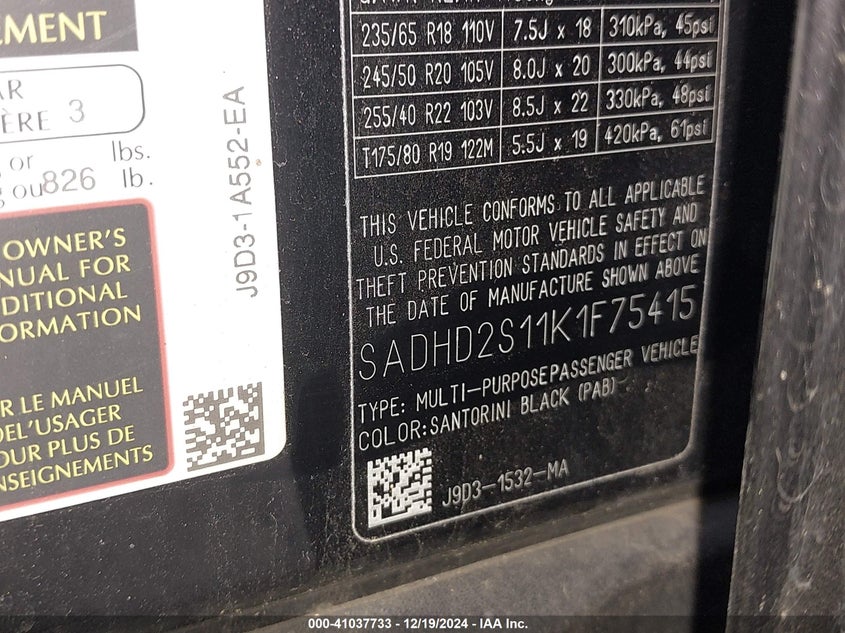 EMENT
AR
ÈRE 3
or lbs.
ou 826 lb.
OWNER'S
NUAL FOR
DITIONAL
ORMATION
R LE MANUEL
DE L'USAGER
OUR PLUS DE
NSEIGNEMENTS
J9D3-1A552-EA
235/65 R18 110V 7.5J x 18 310kPa, 45psi
245/50 R20 105V 8.0J x 20 300kPa, 44psi
255/40 R22 103V 8.5J x 22 330kPa, 48psi
T175/80 R19 122M 5.5J x 19 420kPa, 61psi
THIS VEHICLE CONFORMS TO ALL APPLICABLE
U.S. FEDERAL MOTOR VEHICLE SAFETY AND
THEFT PREVENTION STANDARDS IN EFFECT ON
THE DATE OF MANUFACTURE SHOWN ABOVE
SADHD2S11K1F75415
TYPE: MULTI-PURPOSE PASSENGER VEHICLE
COLOR: SANTORINI BLACK (PAB)
J9D3-1532-MA
000-41037733 - 12/19/2024 - IAA Inc.